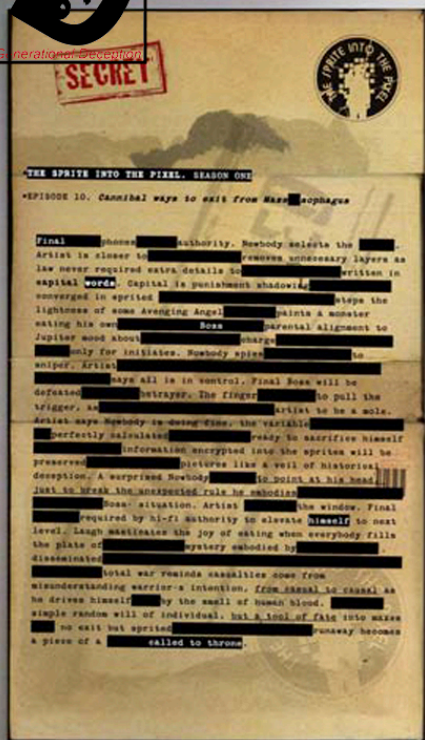 Generational Deception
SECRET
THE SPRITE INTO THE PIXEL
THE SPRITE INTO THE PIXEL. SEASON ONE
EPISODE 10. Cannibal ways to exit from Mass sophagus
Final phones authority. Nowbody selects the .
Artist is closer to removes unnecessary layers as
law never required extra details to written in
capital words. Capital is punishment shadowing
converged in sprited steps the
lightness of some Avenging Angel paints a monster
eating his own Boss parental alignment to
Jupiter mood about charge
only for initiates. Nowbody spies to
sniper. Artist
says all is in control. Final Boss will be
defeated betrayer. The finger to pull the
trigger, as artist to be a mole.
Artist says Nowbody is doing fine, the variable
perfectly calculated ready to sacrifice himself
information encrypted into the sprites will be
preserved pictures like a veil of historical
deception. A surprised Nowbody to point at his head
just to break the unexpected rule he embodies
Boss' situation. Artist the window. Final
required by hi-fi authority to elevate himself to next
level. Laugh masticates the joy of eating when everybody fills
the plate of mystery embodied by .
disseminated
total war reminds casualties come from
misunderstanding warrior-s intention, from casual to causal as
he drives himself by the smell of human blood. ,
simple random will of individual, but a tool of fate into mazes
no exit but sprited runaway becomes
a piece of a called to throne.